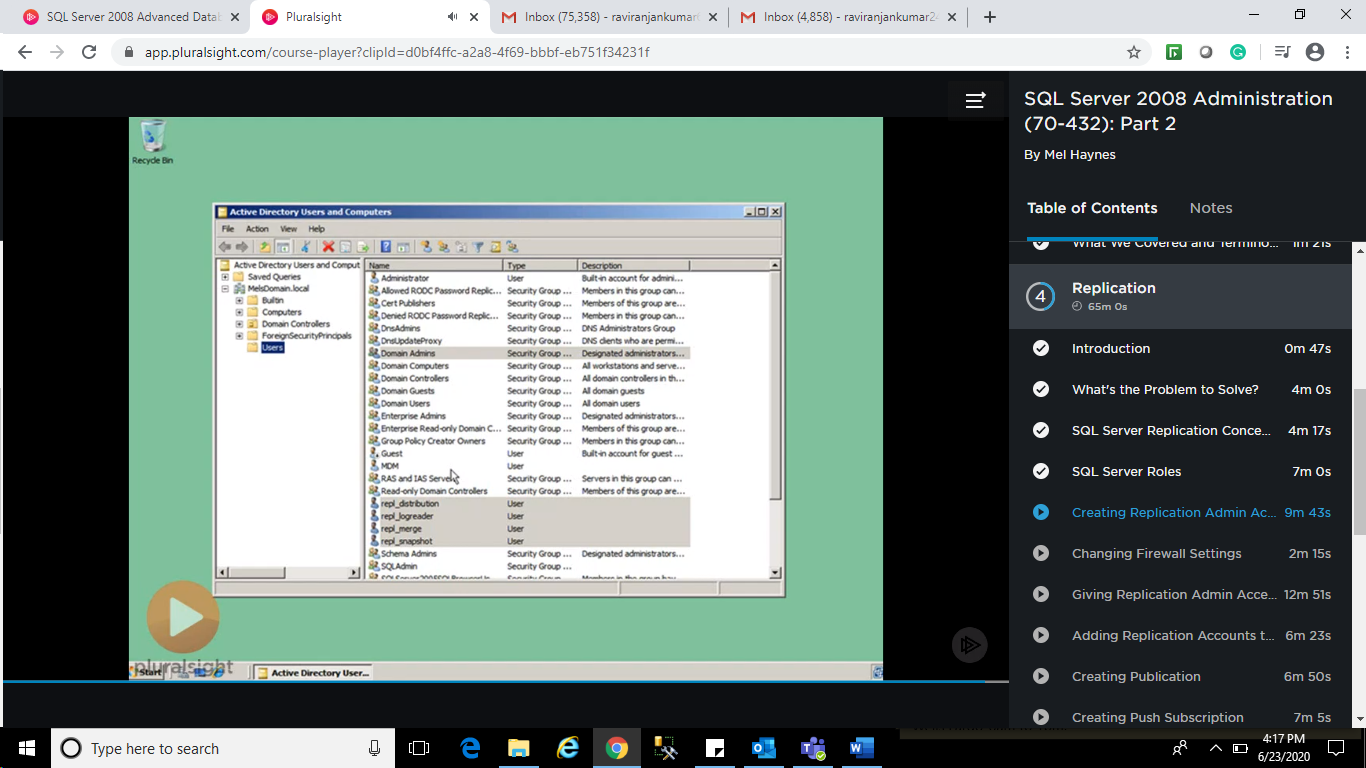 SQL Server 2008 Advanced Datab
Pluralsight
Inbox (75,358) - raviranjankumar
Inbox (4,858) - raviranjankumar2
app.pluralsight.com/course-player?clipId=d0bf4ffc-a2a8-4f69-bbbf-eb751f34231f
Recycle Bin
Active Directory Users and Computers
File Action View Help
Active Directory Users and Comput
Saved Queries
MelsDomain.local
Builtin
Computers
Domain Controllers
ForeignSecurityPrincipals
Users
Name Type Description
Administrator User Built-in account for admini...
Allowed RODC Password Replic... Security Group ... Members in this group can...
Cert Publishers Security Group ... Members of this group are...
Denied RODC Password Replic... Security Group ... Members in this group can...
DnsAdmins Security Group ... DNS Administrators Group
DnsUpdateProxy Security Group ... DNS clients who are permi...
Domain Admins Security Group ... Designated administrators...
Domain Computers Security Group ... All workstations and serve...
Domain Controllers Security Group ... All domain controllers in th...
Domain Guests Security Group ... All domain guests
Domain Users Security Group ... All domain users
Enterprise Admins Security Group ... Designated administrators...
Enterprise Read-only Domain C... Security Group ... Members of this group are...
Group Policy Creator Owners Security Group ... Members in this group can...
Guest User Built-in account for guest ...
MDM User
RAS and IAS Servers Security Group ... Servers in this group can ...
Read-only Domain Controllers Security Group ... Members of this group are...
repl_distribution User
repl_logreader User
repl_merge User
repl_snapshot User
Schema Admins Security Group ... Designated administrators...
SQLAdmin Security Group ...
pluralsight
Start
Active Directory User...
SQL Server 2008 Administration
(70-432): Part 2
By Mel Haynes
Table of Contents Notes
What We Covered and Termino... 1m 21s
4 Replication
65m 0s
Introduction 0m 47s
What's the Problem to Solve? 4m 0s
SQL Server Replication Conce... 4m 17s
SQL Server Roles 7m 0s
Creating Replication Admin Ac... 9m 43s
Changing Firewall Settings 2m 15s
Giving Replication Admin Acce... 12m 51s
Adding Replication Accounts t... 6m 23s
Creating Publication 6m 50s
Creating Push Subscription 7m 5s
Type here to search
4:17 PM
6/23/2020